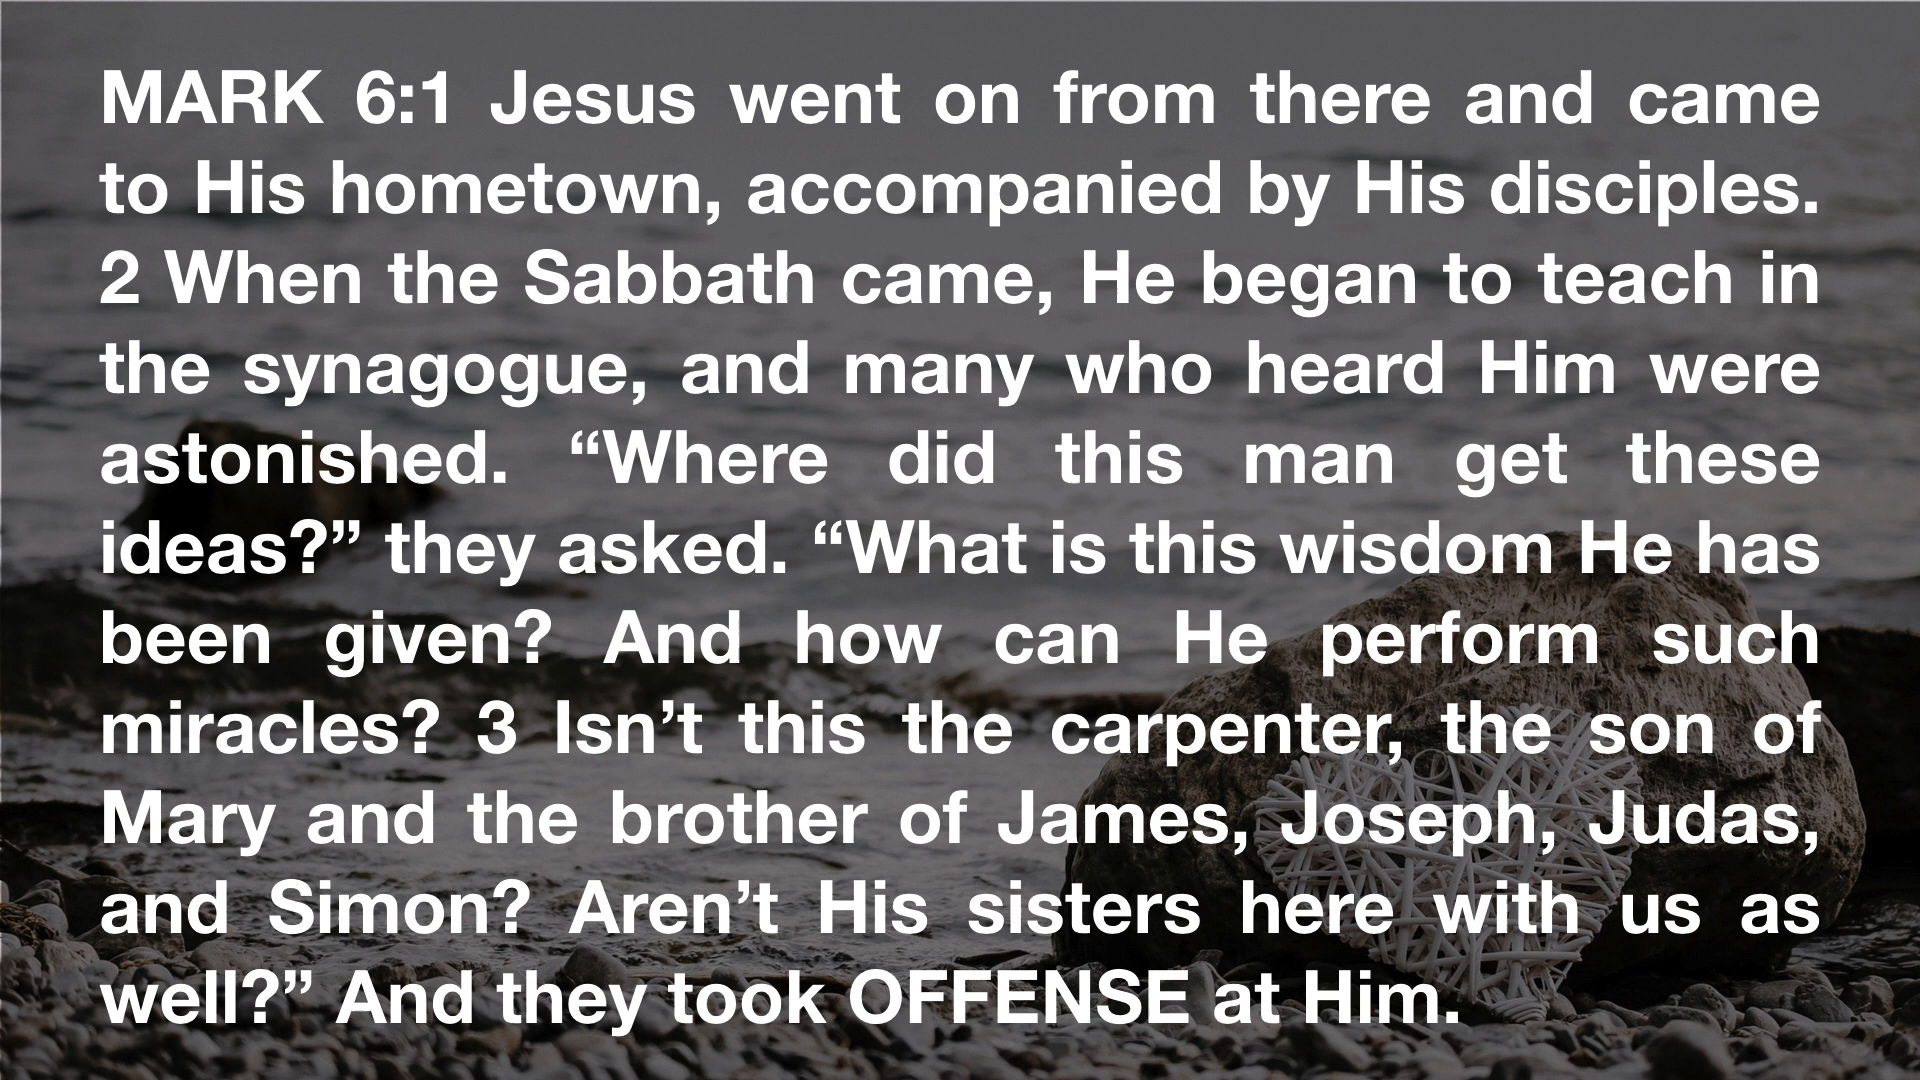 MARK 6:1 Jesus went on from there and came
to His hometown, accompanied by His disciples.
2 When the Sabbath came, He began to teach in
the synagogue, and many who heard Him were
astonished. “Where did this man get these
ideas?” they asked. “What is this wisdom He has
been given? And how can He perform such
miracles? 3 Isn’t this the carpenter, the son of
Mary and the brother of James, Joseph, Judas,
and Simon? Aren’t His sisters here with us as
well?” And they took OFFENSE at Him.